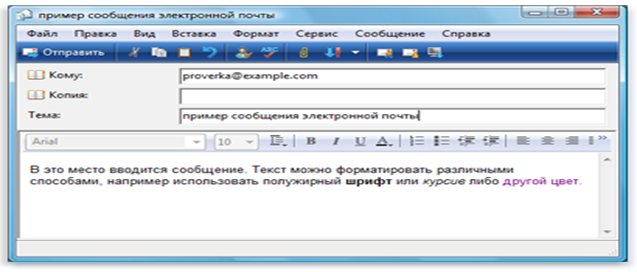 пример сообщения электронной почты
Файл Правка Вид Вставка Формат Сервис Сообщение Справка
Отправить
Кому: proverka@example.com
Копия:
Тема: пример сообщения электронной почты
Arial 10 B I U A
В это место вводится сообщение. Текст можно форматировать различными
способами, например использовать полужирный шрифт или курсив либо другой цвет.